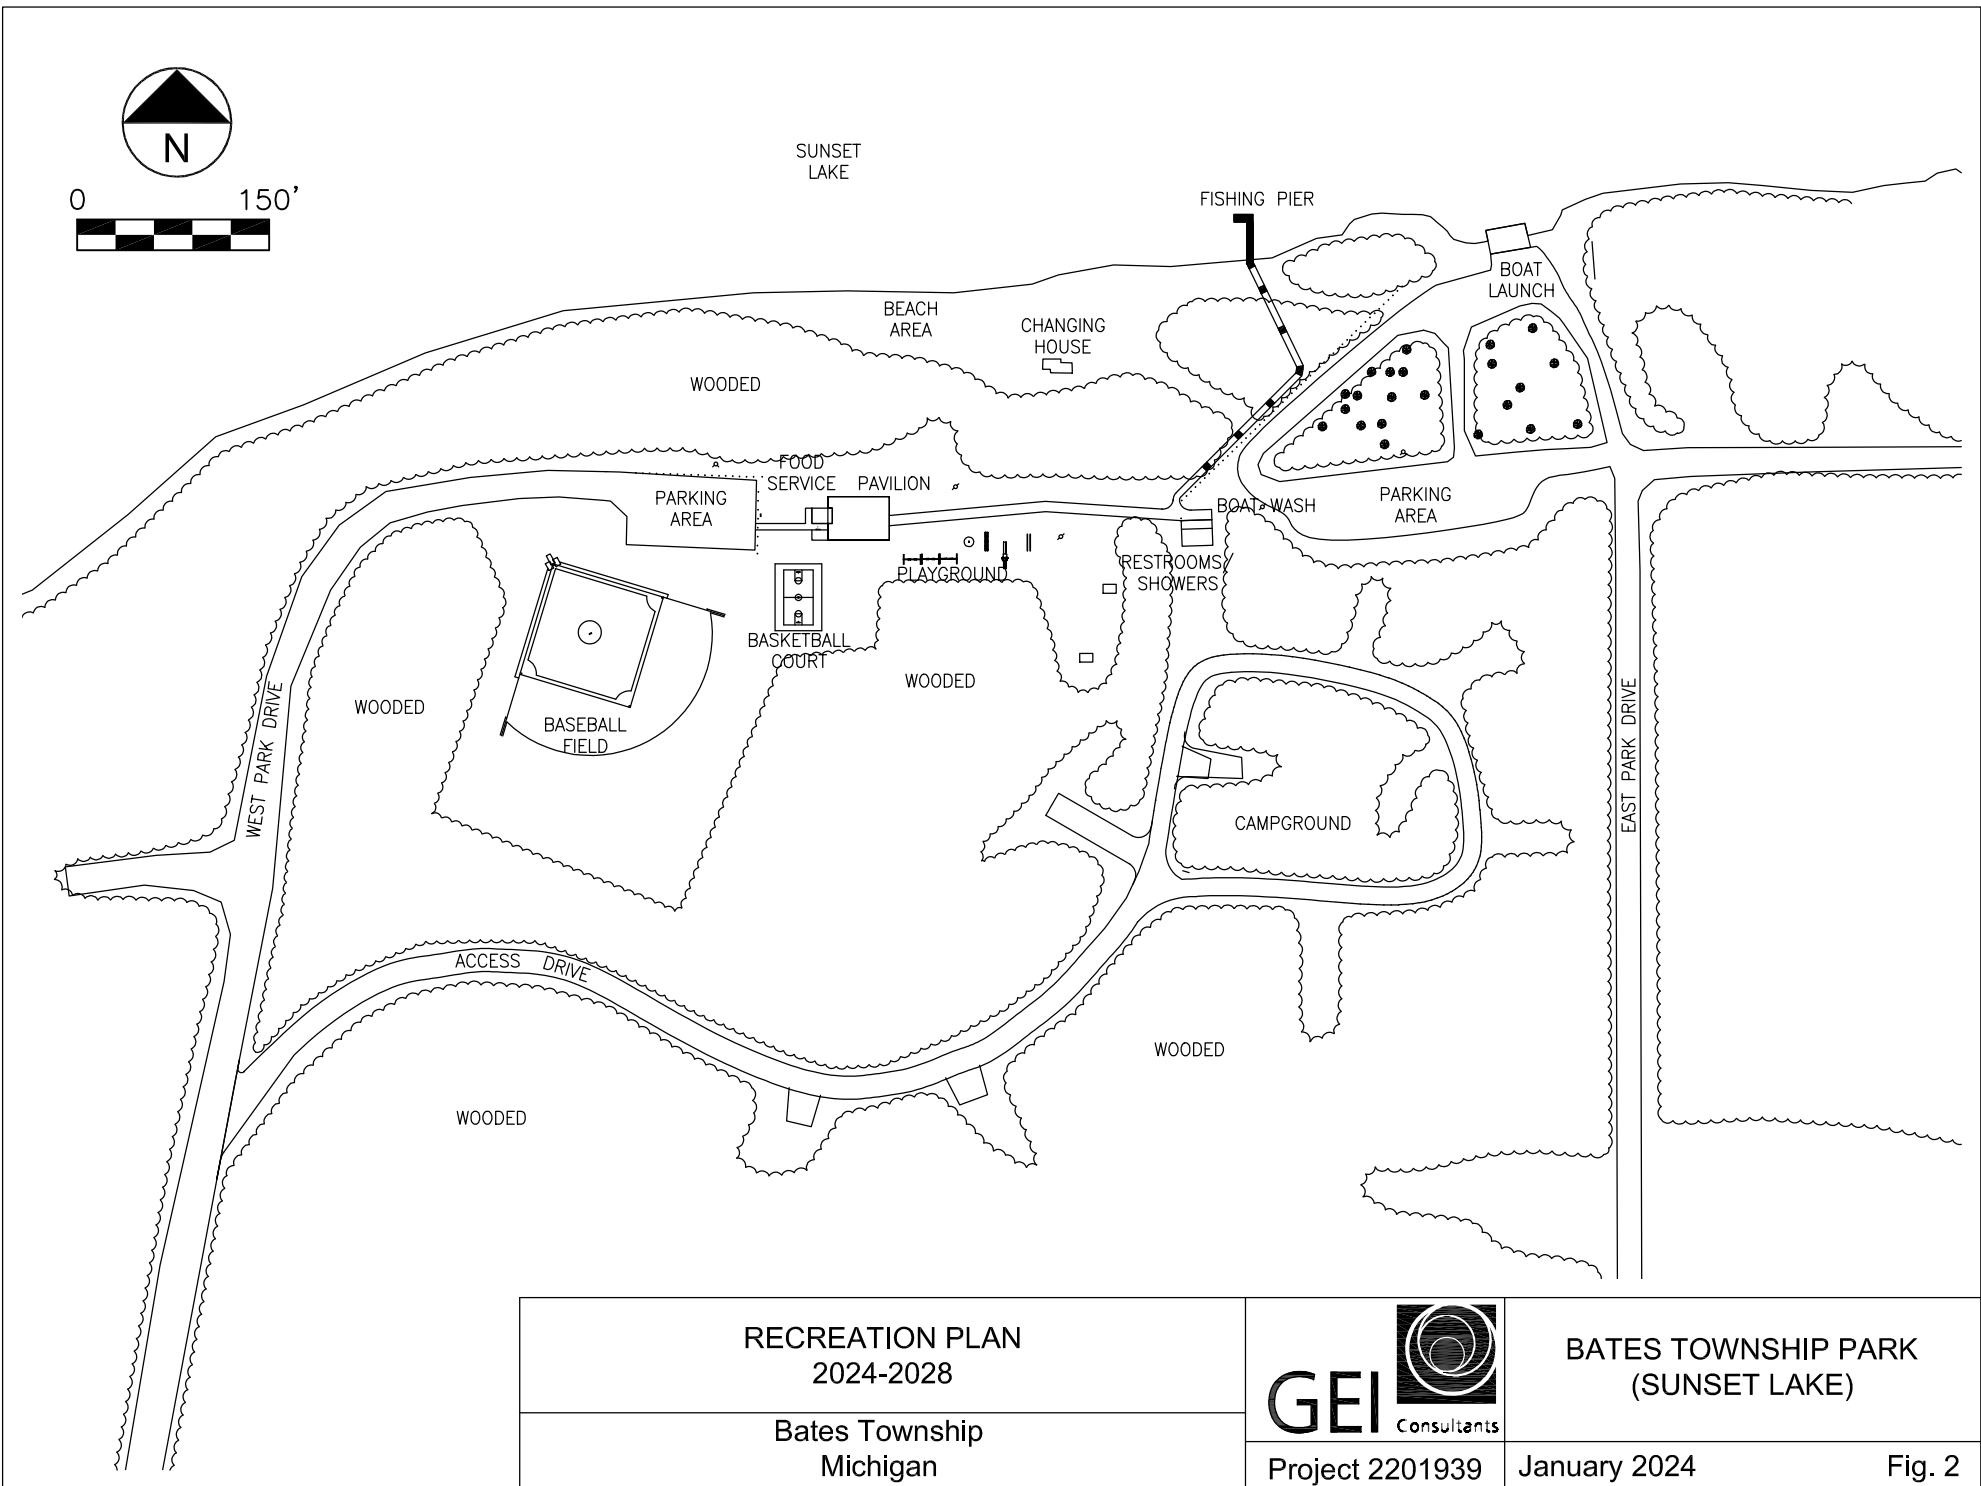 N
0 150'
SUNSET
LAKE
FISHING PIER
BOAT
LAUNCH
BEACH
AREA
CHANGING
HOUSE
WOODED
FOOD
SERVICE
PAVILION
PARKING
AREA
BOAT WASH
PARKING
AREA
PLAYGROUND
RESTROOMS/
SHOWERS
BASKETBALL
COURT
WOODED
WOODED
BASEBALL
FIELD
WEST PARK DRIVE
EAST PARK DRIVE
CAMPGROUND
ACCESS DRIVE
WOODED
WOODED
RECREATION PLAN
2024-2028
Bates Township
Michigan
GEI
Consultants
Project 2201939
BATES TOWNSHIP PARK
(SUNSET LAKE)
January 2024
Fig. 2